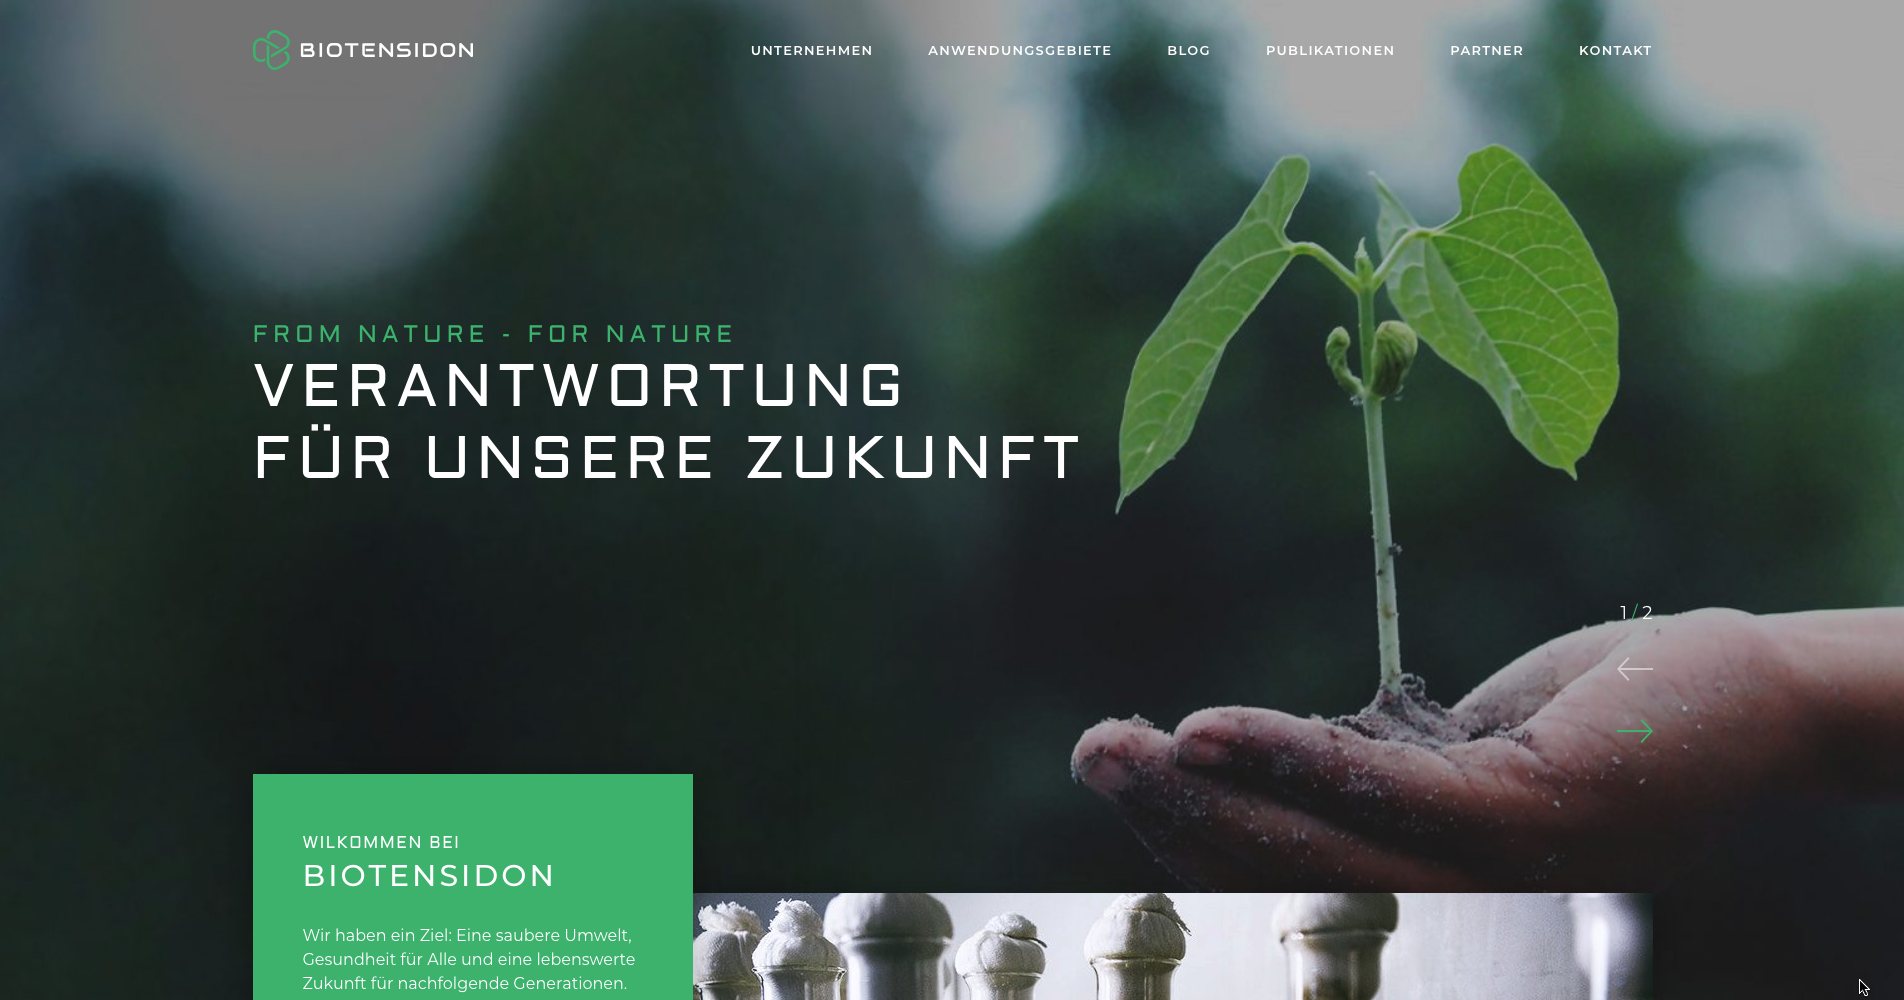 BIOTENSIDON
UNTERNEHMEN ANWENDUNGSGEBIETE BLOG PUBLIKATIONEN PARTNER KONTAKT
FROM NATURE - FOR NATURE
VERANTWORTUNG
FÜR UNSERE ZUKUNFT
1 / 2
WILKOMMEN BEI
BIOTENSIDON
Wir haben ein Ziel: Eine saubere Umwelt,
Gesundheit für Alle und eine lebenswerte
Zukunft für nachfolgende Generationen.